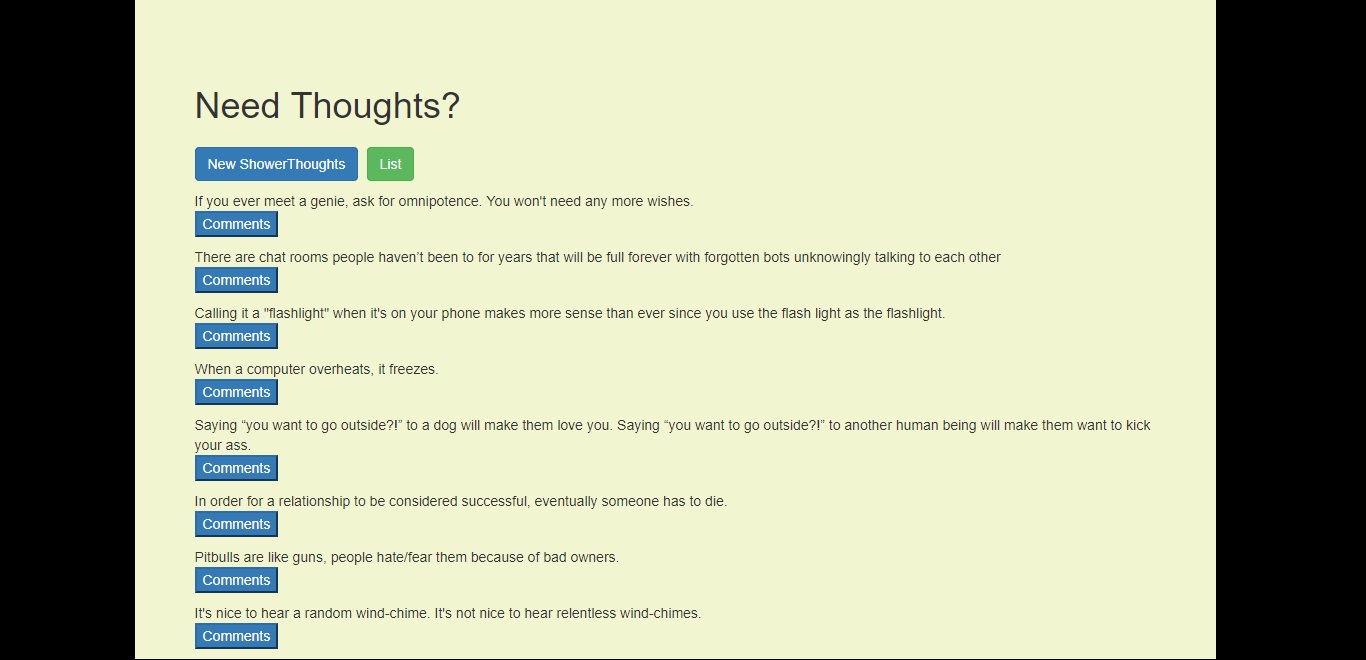 Need Thoughts?
New ShowerThoughts List
If you ever meet a genie, ask for omnipotence. You won't need any more wishes.
Comments
There are chat rooms people haven’t been to for years that will be full forever with forgotten bots unknowingly talking to each other
Comments
Calling it a "flashlight" when it's on your phone makes more sense than ever since you use the flash light as the flashlight.
Comments
When a computer overheats, it freezes.
Comments
Saying “you want to go outside?!” to a dog will make them love you. Saying “you want to go outside?!” to another human being will make them want to kick
your ass.
Comments
In order for a relationship to be considered successful, eventually someone has to die.
Comments
Pitbulls are like guns, people hate/fear them because of bad owners.
Comments
It's nice to hear a random wind-chime. It's not nice to hear relentless wind-chimes.
Comments